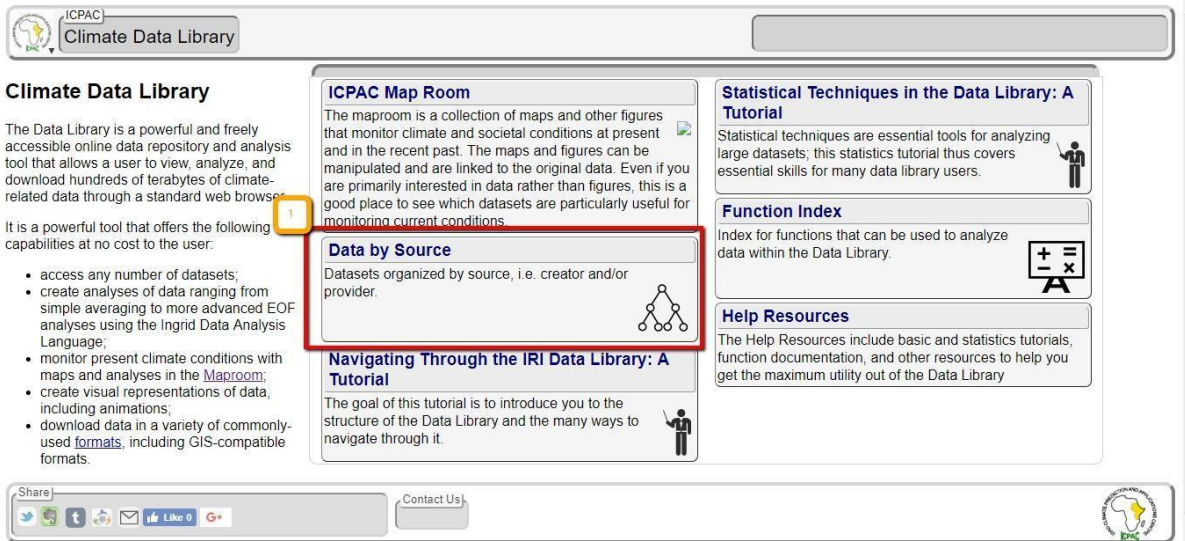 ICPAC
Climate Data Library
Climate Data Library
The Data Library is a powerful and freely
accessible online data repository and analysis
tool that allows a user to view, analyze, and
download hundreds of terabytes of climate-
related data through a standard web browser.
It is a powerful tool that offers the following
capabilities at no cost to the user:
• access any number of datasets;
• create analyses of data ranging from
simple averaging to more advanced EOF
analyses using the Ingrid Data Analysis
Language;
• monitor present climate conditions with
maps and analyses in the Maproom;
• create visual representations of data,
including animations;
• download data in a variety of commonly-
used formats, including GIS-compatible
formats.
1
ICPAC Map Room
The maproom is a collection of maps and other figures
that monitor climate and societal conditions at present
and in the recent past. The maps and figures can be
manipulated and are linked to the original data. Even if you
are primarily interested in data rather than figures, this is a
good place to see which datasets are particularly useful for
monitoring current conditions.
Data by Source
Datasets organized by source, i.e. creator and/or
provider.
Navigating Through the IRI Data Library: A
Tutorial
The goal of this tutorial is to introduce you to the
structure of the Data Library and the many ways to
navigate through it.
Statistical Techniques in the Data Library: A
Tutorial
Statistical techniques are essential tools for analyzing
large datasets; this statistics tutorial thus covers
essential skills for many data library users.
Function Index
Index for functions that can be used to analyze
data within the Data Library.
Help Resources
The Help Resources include basic and statistics tutorials,
function documentation, and other resources to help you
get the maximum utility out of the Data Library
Share
Like 0
G+
Contact Us
ICPAC